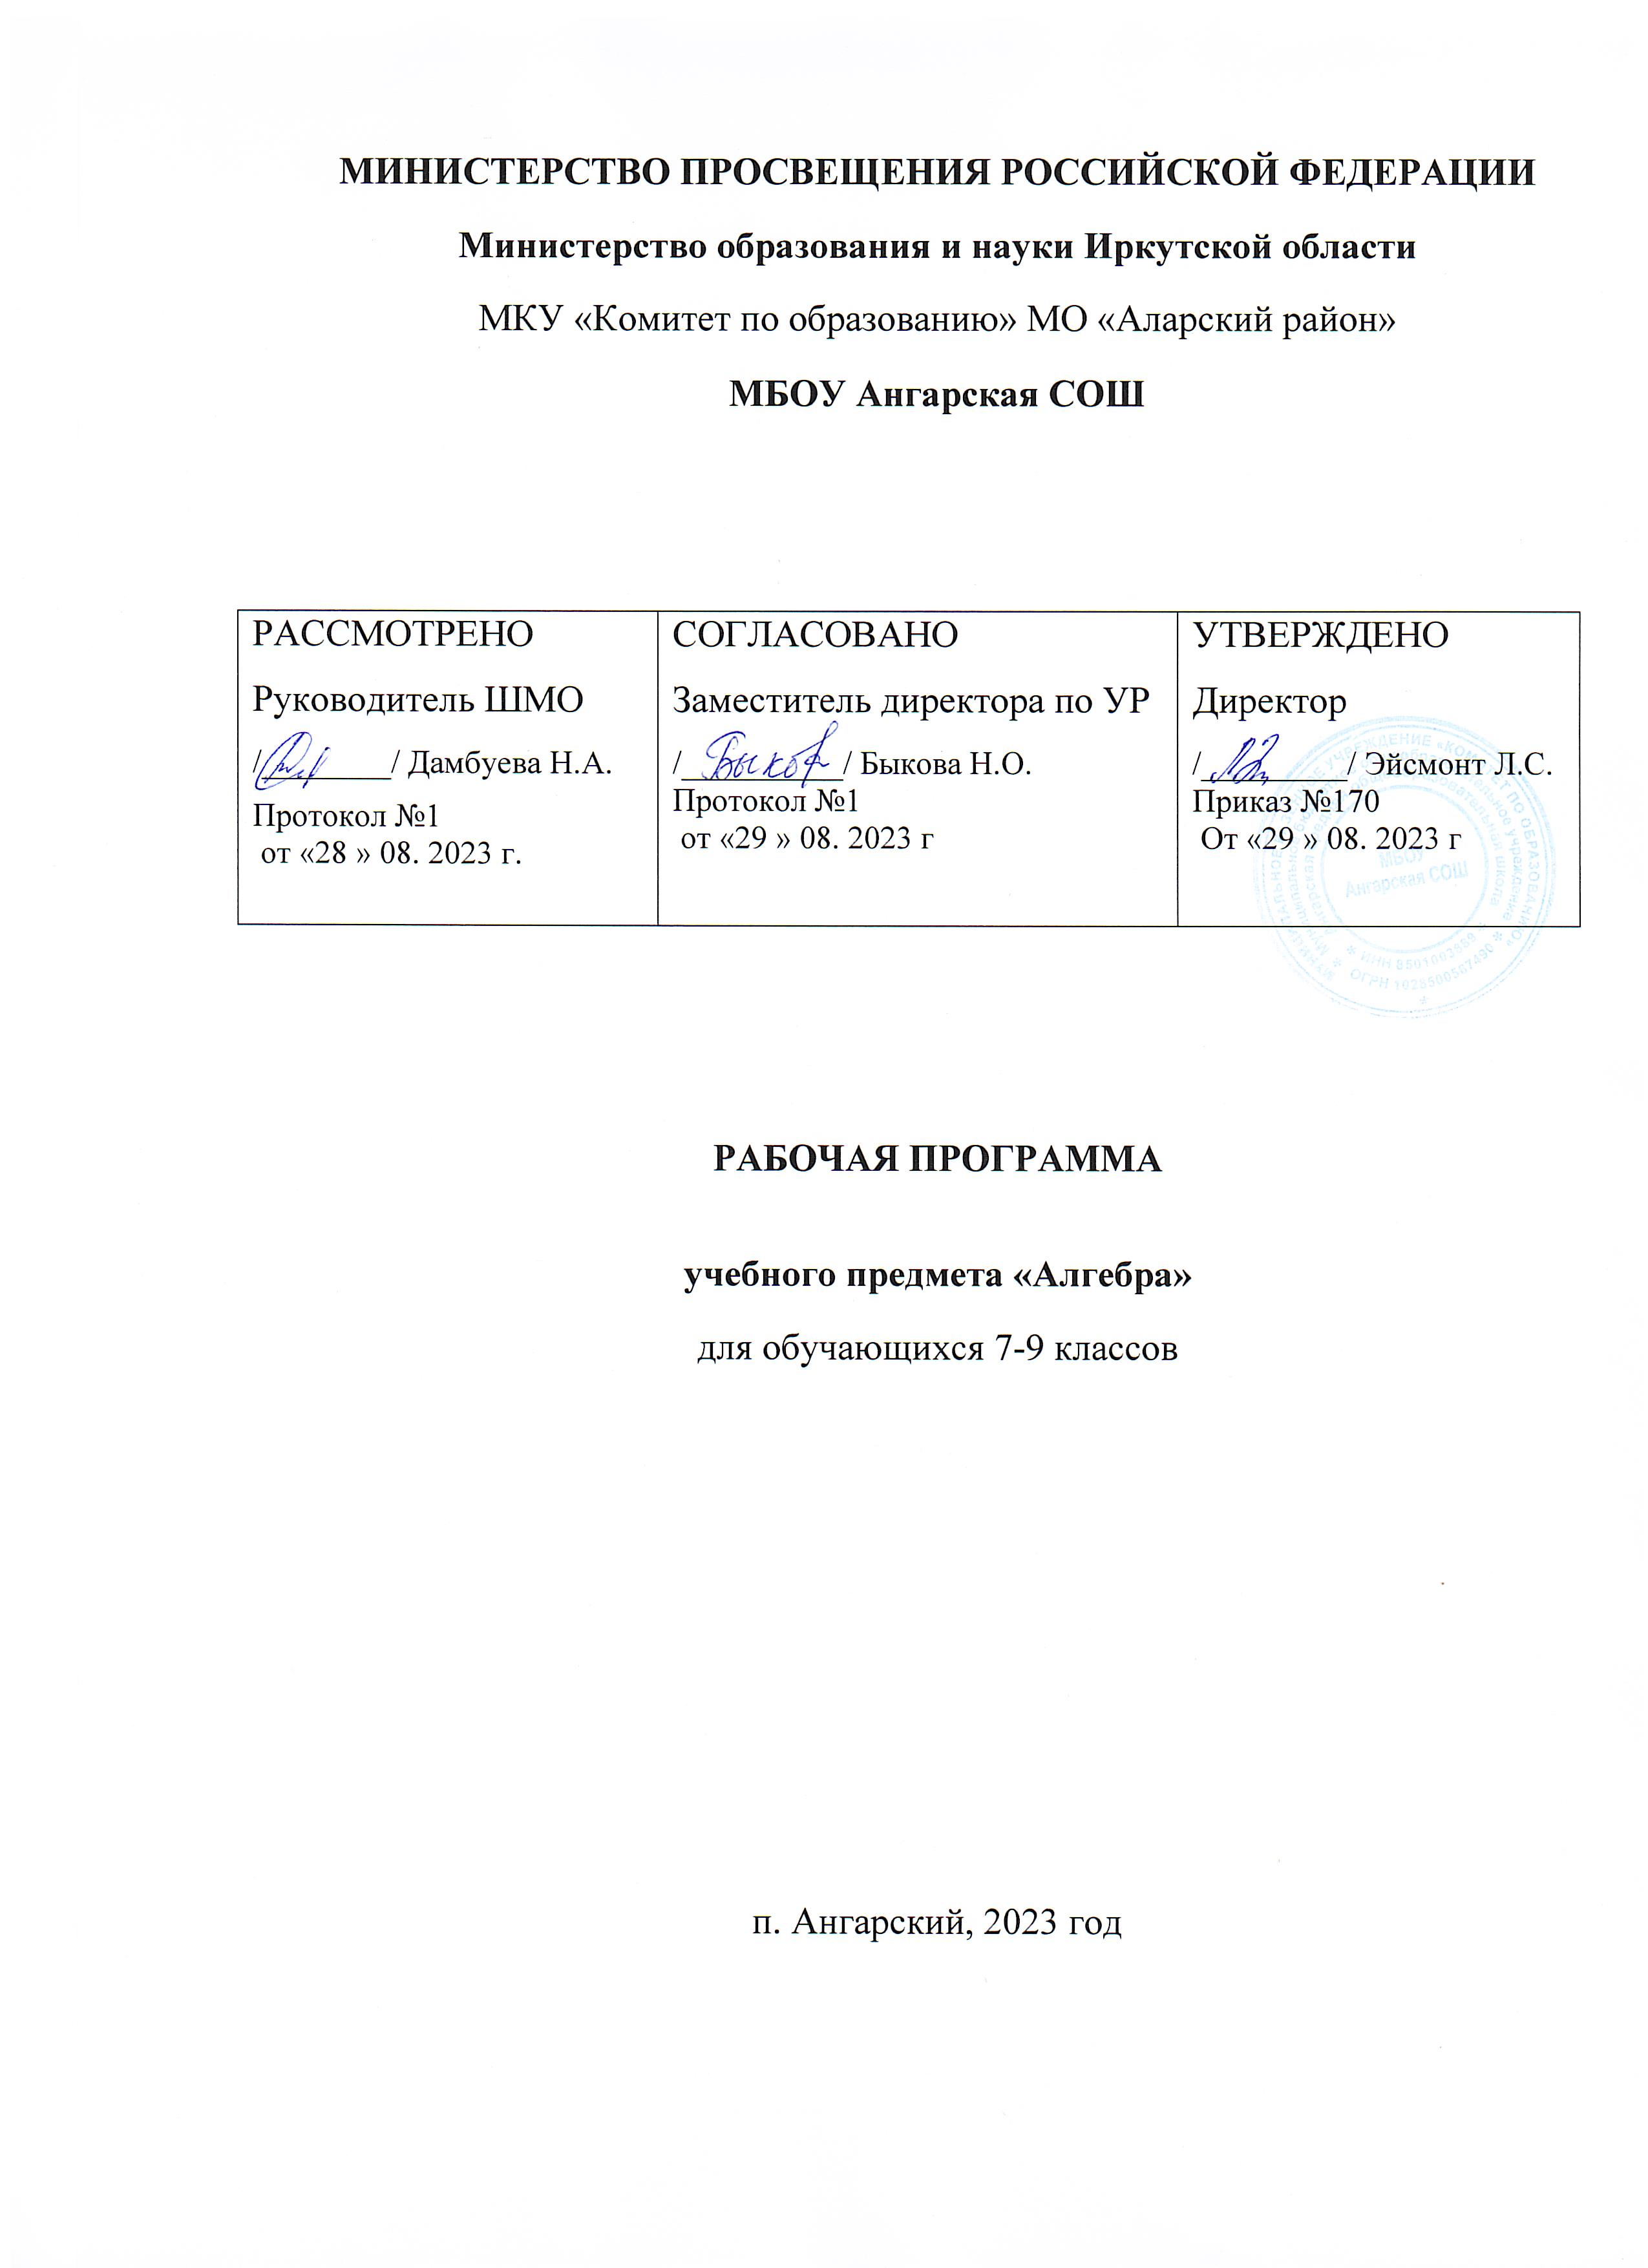 МИНИСТЕРСТВО ПРОСВЕЩЕНИЯ РОССИЙСКОЙ ФЕДЕРАЦИИ
Министерство образования и науки Иркутской области
МКУ «Комитет по образованию» МО «Аларский район»
МБОУ Ангарская СОШ
РАССМОТРЕНО
Руководитель ШМО
/________/ Дамбуева Н.А.
Протокол №1
от «28 » 08. 2023 г.
СОГЛАСОВАНО
Заместитель директора по УР
/__________/ Быкова Н.О.
Протокол №1
от «29 » 08. 2023 г
УТВЕРЖДЕНО
Директор
/_________/ Эйсмонт Л.С.
Приказ №170
От «29 » 08. 2023 г
МБОУ
Ангарская СОШ
РАБОЧАЯ ПРОГРАММА
учебного предмета «Алгебра»
для обучающихся 7-9 классов
п. Ангарский, 2023 год